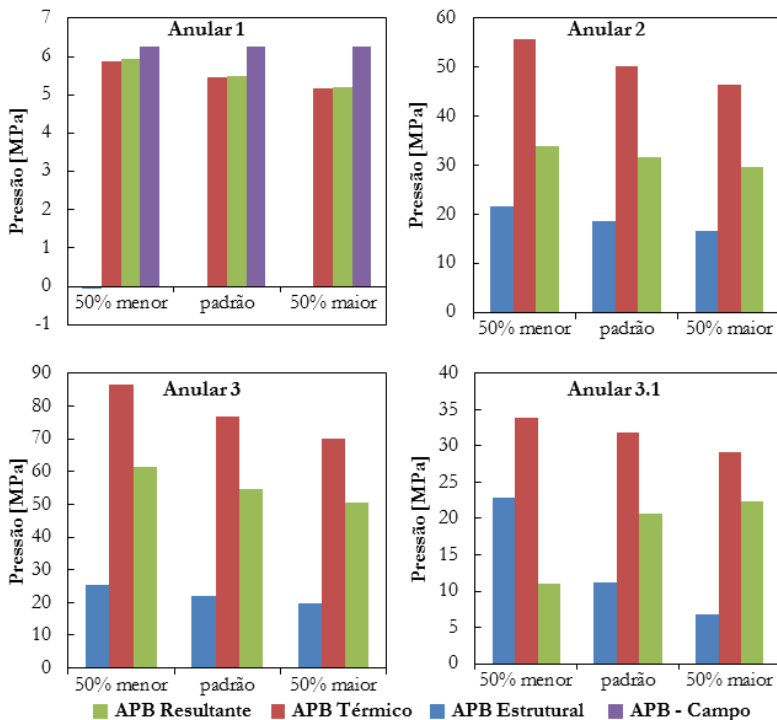 Anular 1
Pressão [MPa]
7
6
5
4
3
2
1
0
-1
50% menor padrão 50% maior
Anular 2
Pressão [MPa]
60
50
40
30
20
10
0
50% menor padrão 50% maior
Anular 3
Pressão [MPa]
90
80
70
60
50
40
30
20
10
0
50% menor padrão 50% maior
Anular 3.1
Pressão [MPa]
40
35
30
25
20
15
10
5
0
50% menor padrão 50% maior
APB Resultante APB Térmico APB Estrutural APB - Campo